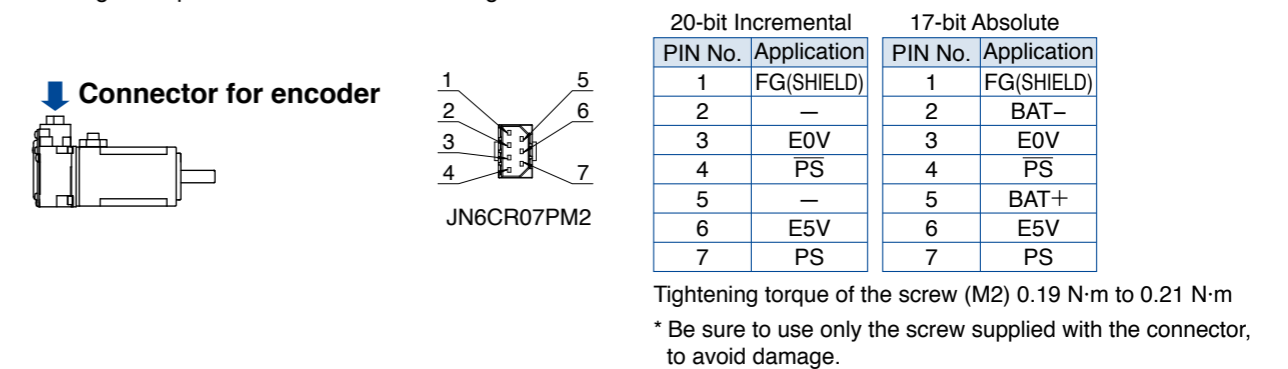 Connector for encoder
1
2
3
4
5
6
7
JN6CR07PM2
20-bit Incremental
PIN No. Application
1 FG(SHIELD)
2 —
3 E0V
4 P̅S̅
5 —
6 E5V
7 PS
17-bit Absolute
PIN No. Application
1 FG(SHIELD)
2 BAT−
3 E0V
4 P̅S̅
5 BAT+
6 E5V
7 PS
Tightening torque of the screw (M2) 0.19 N·m to 0.21 N·m
* Be sure to use only the screw supplied with the connector,
to avoid damage.